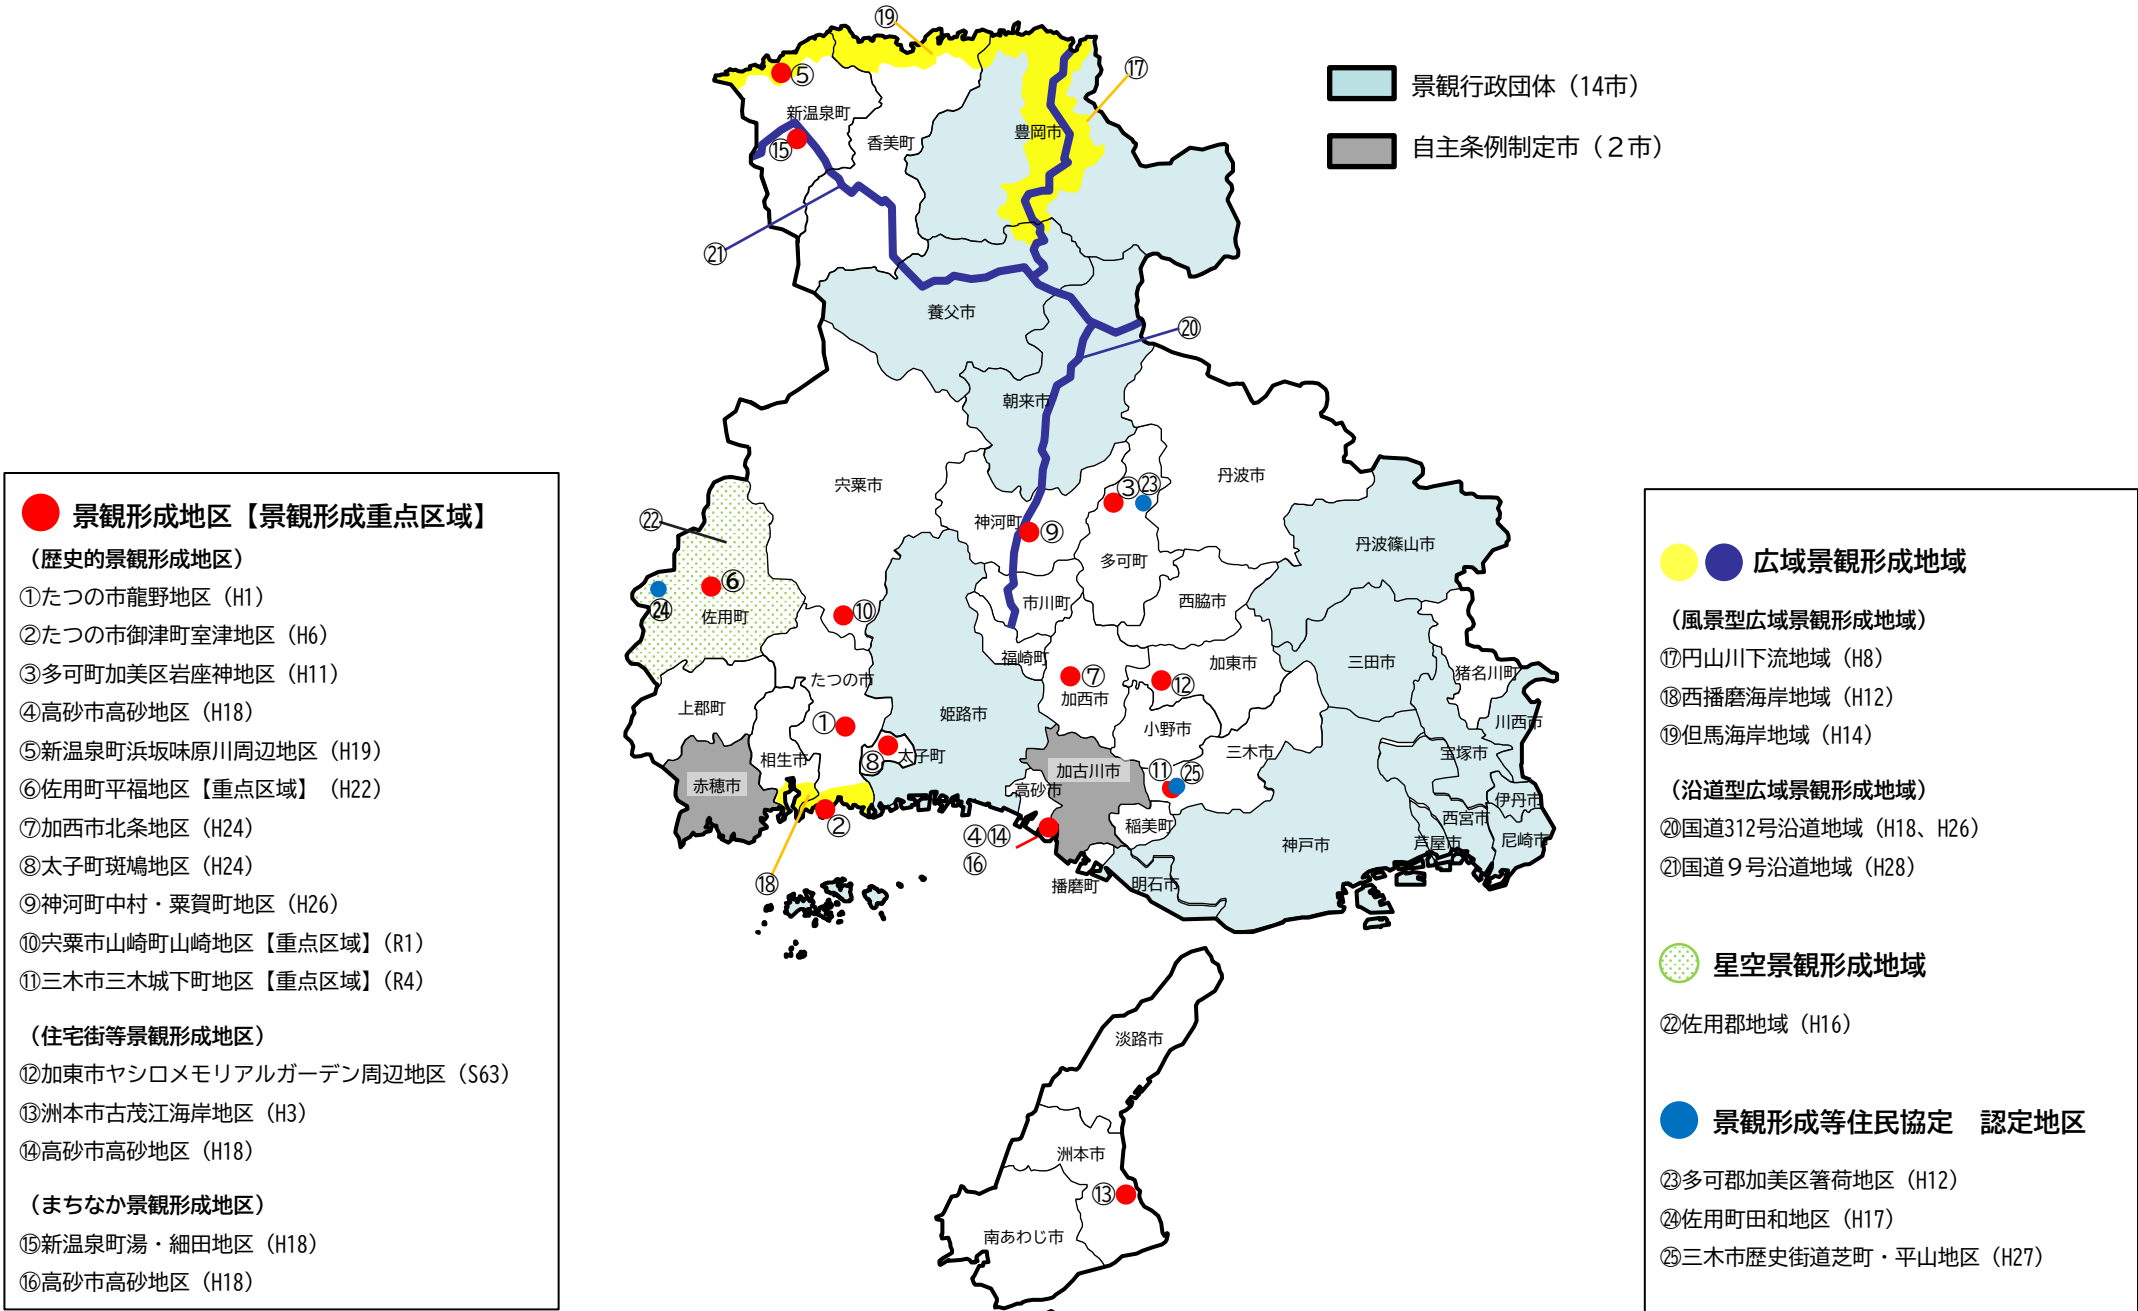 景観行政団体（14市）
自主条例制定市（２市）
⑲
⑰
⑤
新温泉町
⑮
香美町
豊岡市
㉑
養父市
⑳
朝来市
宍粟市
丹波市
③㉓
神河町
⑨
㉒
丹波篠山市
多可町
⑥
㉔
佐用町
⑩
市川町
西脇市
福崎町
加東市
三田市
猪名川町
たつの市
⑦
加西市
⑫
上郡町
姫路市
①
小野市
川西市
相生市
⑧
太子町
三木市
宝塚市
赤穂市
加古川市
⑪
㉕
高砂市
伊丹市
②
④⑭
⑯
稲美町
西宮市
神戸市
芦屋市
尼崎市
⑱
播磨町
明石市
淡路市
洲本市
⑬
南あわじ市
景観形成地区【景観形成重点区域】
（歴史的景観形成地区）
①たつの市龍野地区（H1）
②たつの市御津町室津地区（H6）
③多可町加美区岩座神地区（H11）
④高砂市高砂地区（H18）
⑤新温泉町浜坂味原川周辺地区（H19）
⑥佐用町平福地区【重点区域】（H22）
⑦加西市北条地区（H24）
⑧太子町斑鳩地区（H24）
⑨神河町中村・粟賀町地区（H26）
⑩宍粟市山崎町山崎地区【重点区域】（R1）
⑪三木市三木城下町地区【重点区域】（R4）
（住宅街等景観形成地区）
⑫加東市ヤシロメモリアルガーデン周辺地区（S63）
⑬洲本市古茂江海岸地区（H3）
⑭高砂市高砂地区（H18）
（まちなか景観形成地区）
⑮新温泉町湯・細田地区（H18）
⑯高砂市高砂地区（H18）
広域景観形成地域
（風景型広域景観形成地域）
⑰円山川下流地域（H8）
⑱西播磨海岸地域（H12）
⑲但馬海岸地域（H14）
（沿道型広域景観形成地域）
⑳国道312号沿道地域（H18、H26）
㉑国道９号沿道地域（H28）
星空景観形成地域
㉒佐用郡地域（H16）
景観形成等住民協定　認定地区
㉓多可郡加美区箸荷地区（H12）
㉔佐用町田和地区（H17）
㉕三木市歴史街道芝町・平山地区（H27）